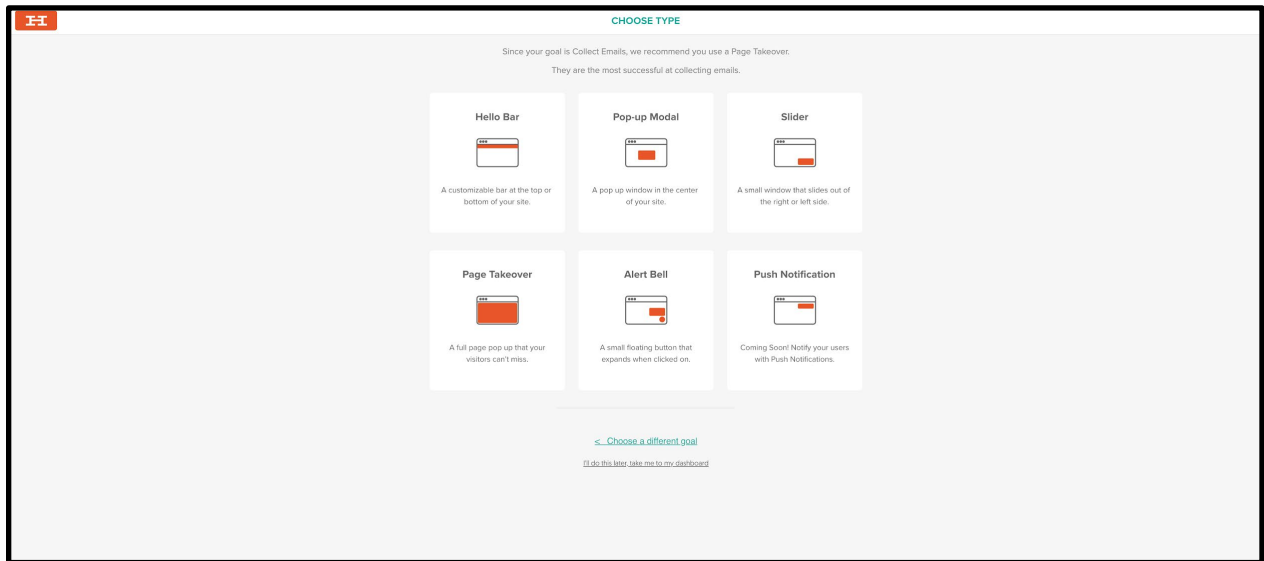 CHOOSE TYPE
Since your goal is Collect Emails, we recommend you use a Page Takeover.
They are the most successful at collecting emails.
Hello Bar
A customizable bar at the top or
bottom of your site.
Pop-up Modal
A pop up window in the center
of your site.
Slider
A small window that slides out of
the right or left side.
Page Takeover
A full page pop up that your
visitors can't miss.
Alert Bell
A small floating button that
expands when clicked on.
Push Notification
Coming Soon! Notify your users
with Push Notifications.
< Choose a different goal
I'll do this later, take me to my dashboard